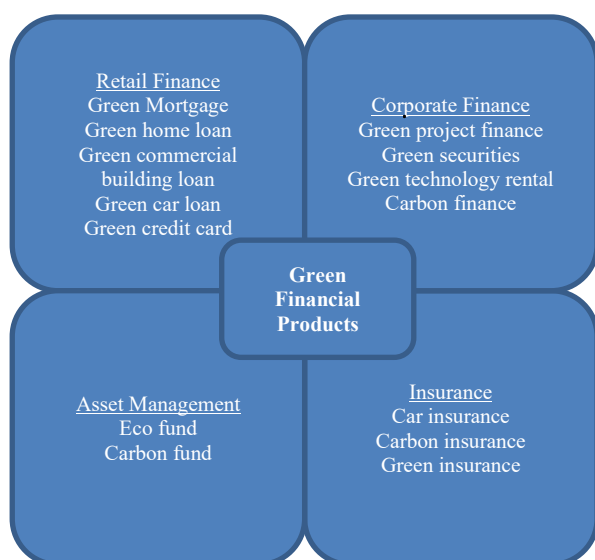 Retail Finance
Green Mortgage
Green home loan
Green commercial
building loan
Green car loan
Green credit card
Corporate Finance
Green project finance
Green securities
Green technology rental
Carbon finance
Green
Financial
Products
Asset Management
Eco fund
Carbon fund
Insurance
Car insurance
Carbon insurance
Green insurance